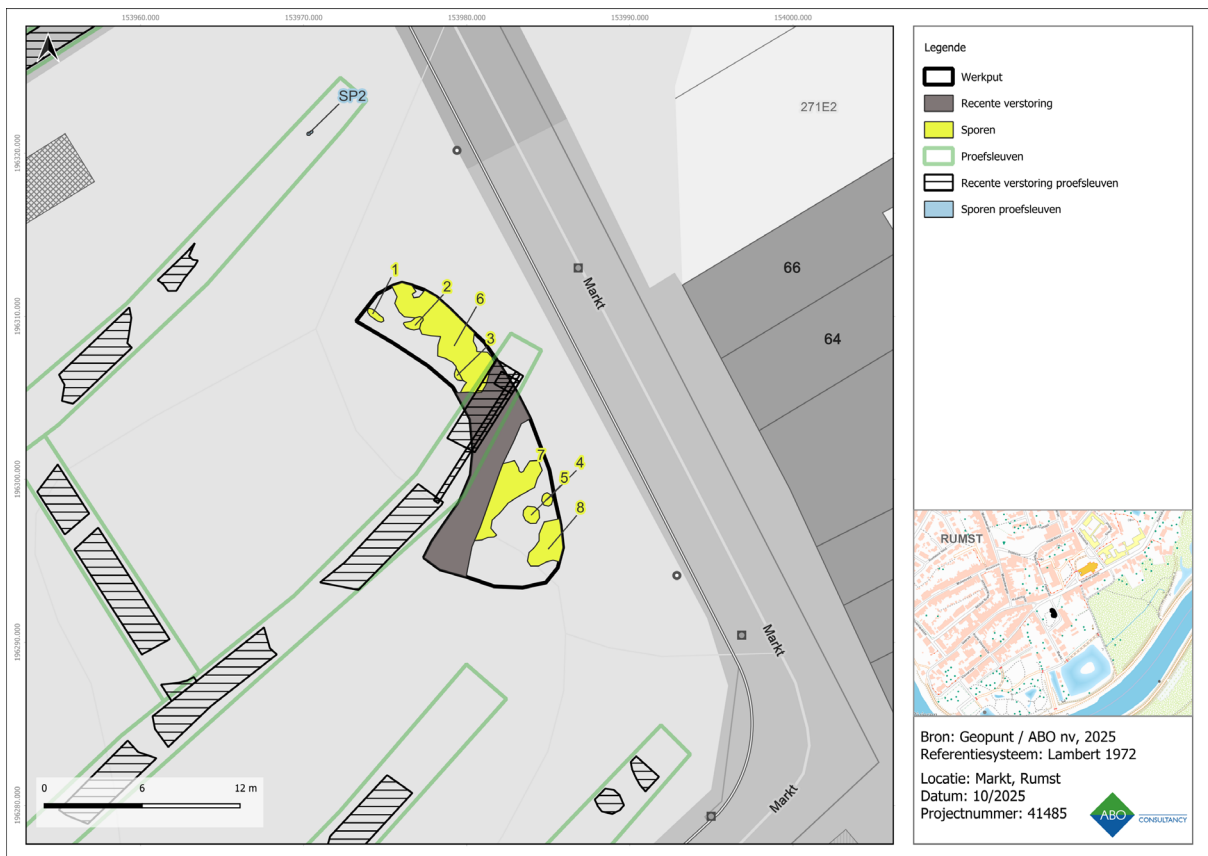 153960.000
153970.000
153980.000
153990.000
154000.000
196320.000
196310.000
196300.000
196290.000
196280.000
SP2
271E2
66
64
Markt
1
2
6
3
7
4
5
8
Markt
Markt
0 6 12 m
Legende
Werkput
Recente verstoring
Sporen
Proefsleuven
Recente verstoring proefsleuven
Sporen proefsleuven
RUMST
Bron: Geopunt / ABO nv, 2025
Referentiesysteem: Lambert 1972
Locatie: Markt, Rumst
Datum: 10/2025
Projectnummer: 41485
ABO
CONSULTANCY